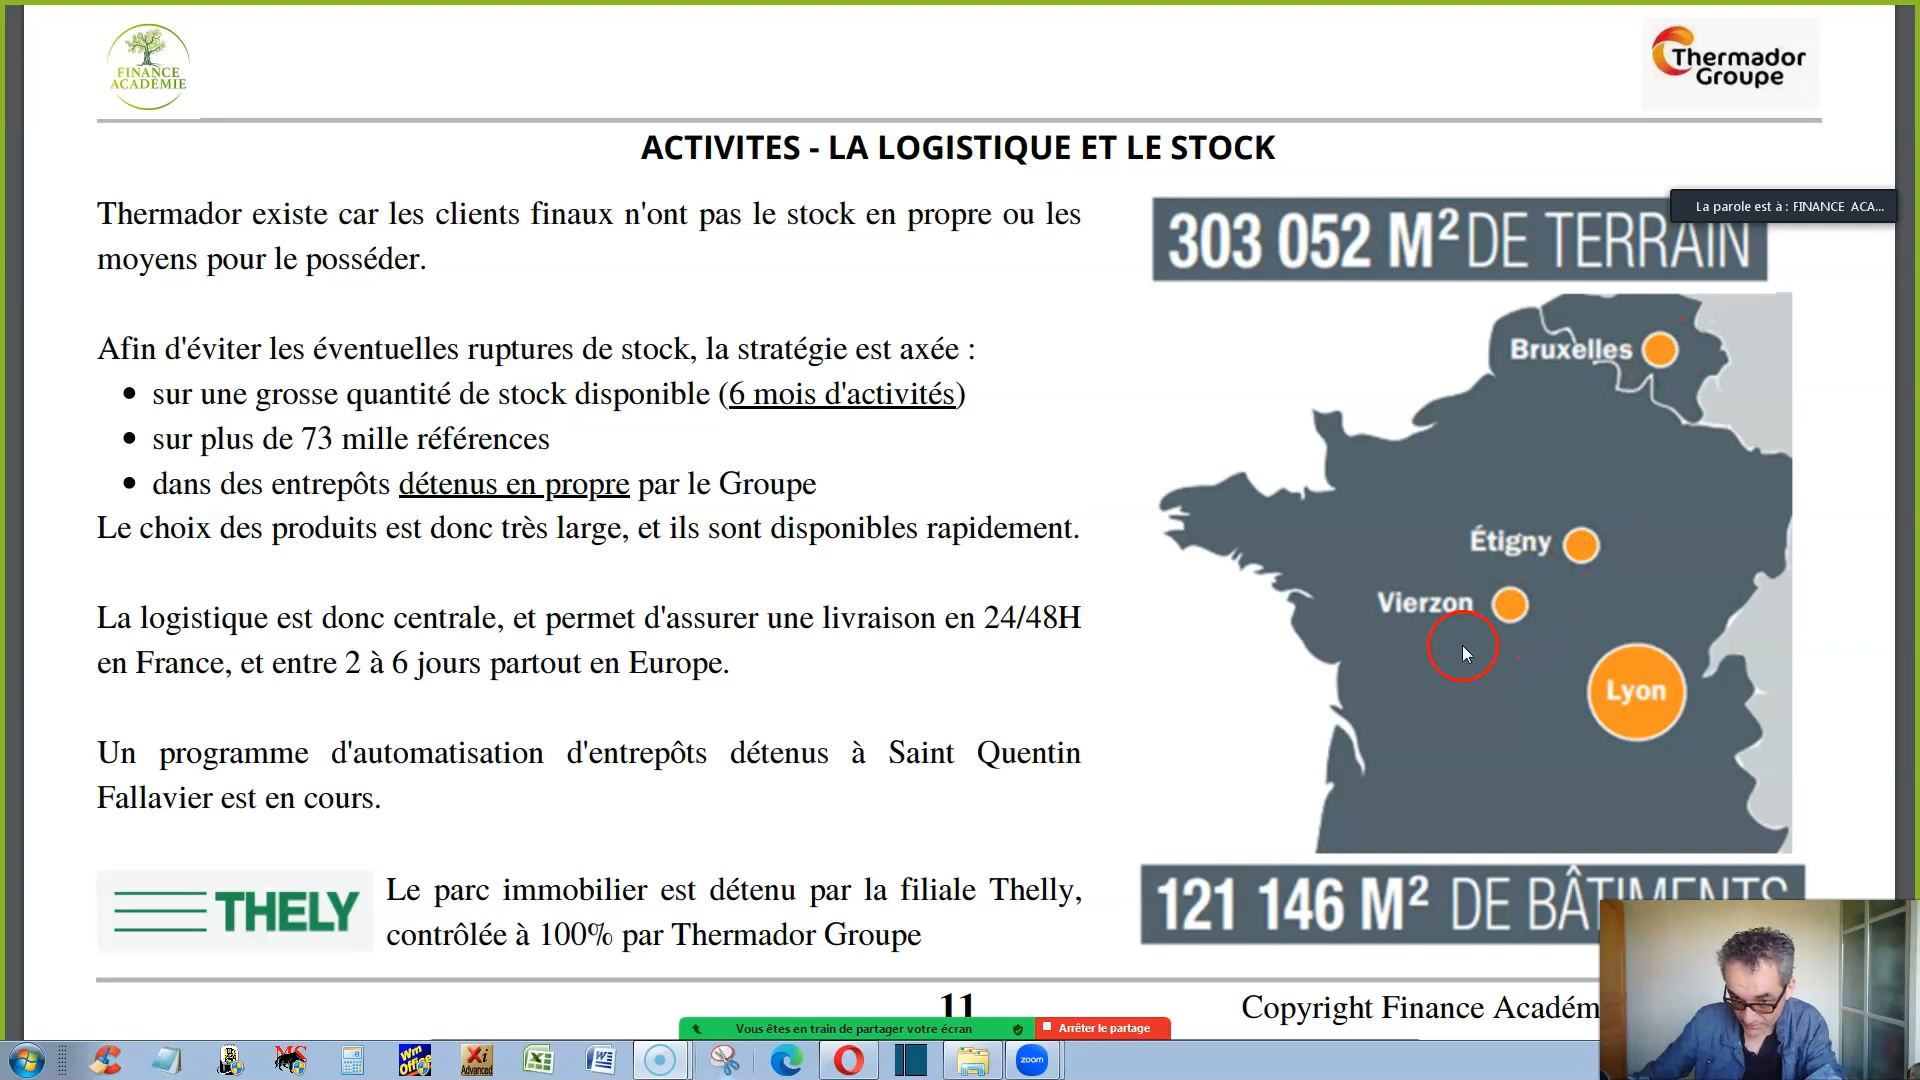 FINANCE
ACADÉMIE
Thermador
Groupe
ACTIVITES - LA LOGISTIQUE ET LE STOCK
Thermador existe car les clients finaux n'ont pas le stock en propre ou les
moyens pour le posséder.
Afin d'éviter les éventuelles ruptures de stock, la stratégie est axée :
• sur une grosse quantité de stock disponible (6 mois d'activités)
• sur plus de 73 mille références
• dans des entrepôts détenus en propre par le Groupe
Le choix des produits est donc très large, et ils sont disponibles rapidement.
La logistique est donc centrale, et permet d'assurer une livraison en 24/48H
en France, et entre 2 à 6 jours partout en Europe.
Un programme d'automatisation d'entrepôts détenus à Saint Quentin
Fallavier est en cours.
THELY
Le parc immobilier est détenu par la filiale Thelly,
contrôlée à 100% par Thermador Groupe
La parole est à : FINANCE ACA...
303 052 M² DE TERRAIN
Bruxelles
Étigny
Vierzon
Lyon
121 146 M² DE BÂTIMENTS
11
Copyright Finance Académ
Vous êtes en train de partager votre écran
Arrêter le partage
Wm
Office
Xi
Advanced
zoom